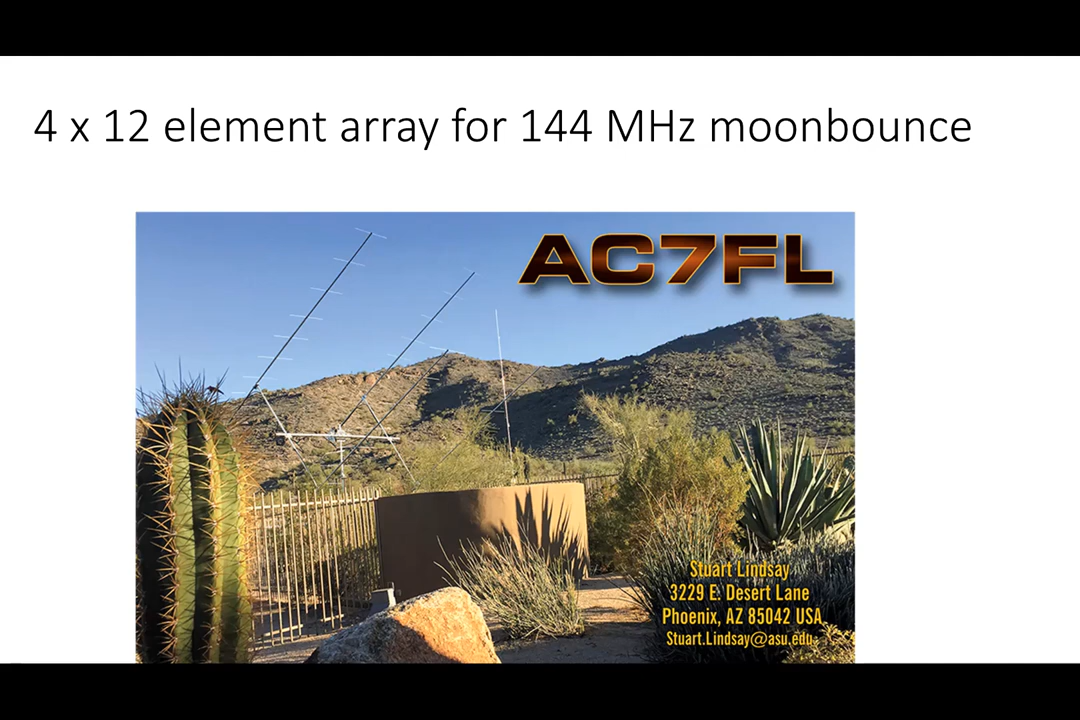 4 x 12 element array for 144 MHz moonbounce
AC7FL
Stuart Lindsay
3229 E. Desert Lane
Phoenix, AZ 85042 USA
Stuart.Lindsay@asu.edu